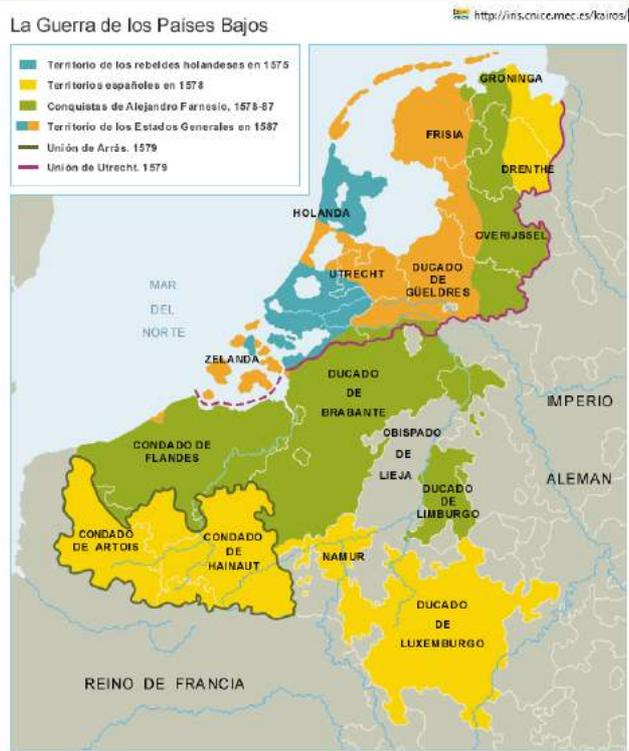 La Guerra de los Países Bajos
http://iris.cnice.mec.es/kairos/
Territorio de los rebeldes holandeses en 1575
Territorios españoles en 1578
Conquistas de Alejandro Farnesio, 1578-87
Territorio de los Estados Generales en 1587
Unión de Arrás. 1579
Unión de Utrecht. 1579
GRONINGA
FRISIA
DRENTHE
HOLANDA
OVERIJSSEL
UTRECHT
DUCADO
DE
GÜELDRES
MAR
DEL
NORTE
ZELANDA
DUCADO
DE
BRABANTE
IMPERIO
ALEMAN
OBISPADO
DE
LIEJA
CONDADO DE
FLANDES
DUCADO
DE
LIMBURGO
CONDADO
DE ARTOIS
CONDADO
DE
HAINAUT
NAMUR
DUCADO
DE
LUXEMBURGO
REINO DE FRANCIA